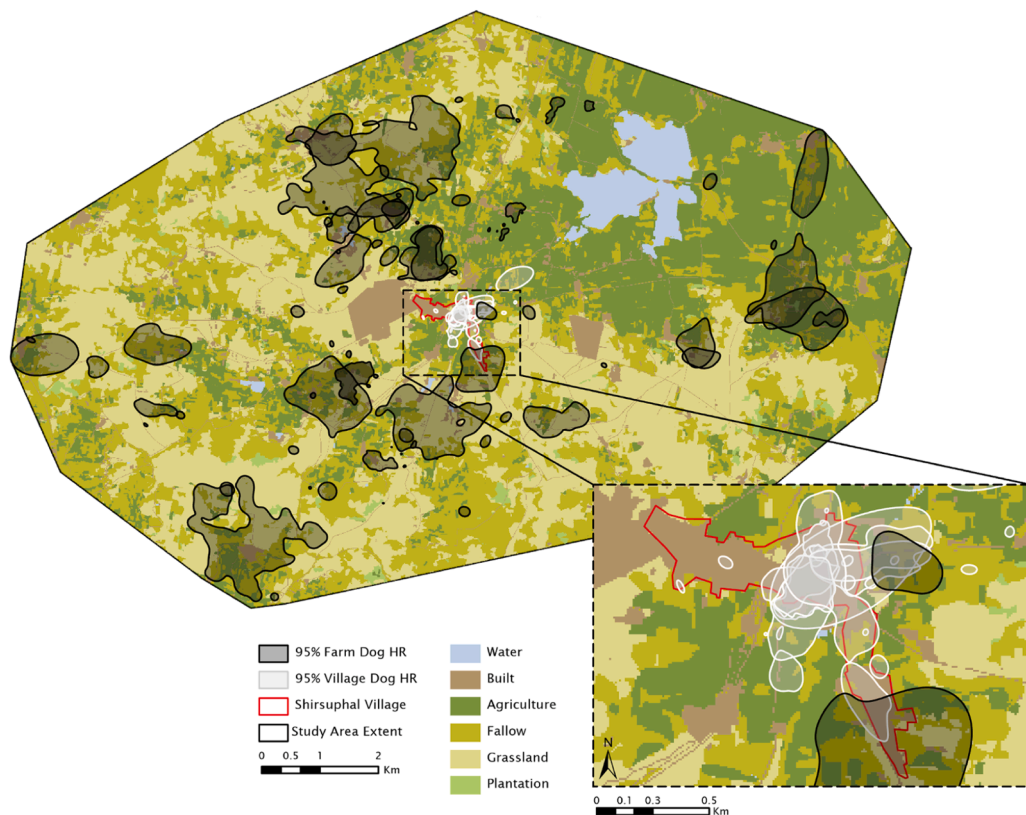 95% Farm Dog HR
95% Village Dog HR
Shirsuphal Village
Study Area Extent
0 0.5 1 2
Km
Water
Built
Agriculture
Fallow
Grassland
Plantation
N
0 0.1 0.3 0.5
Km